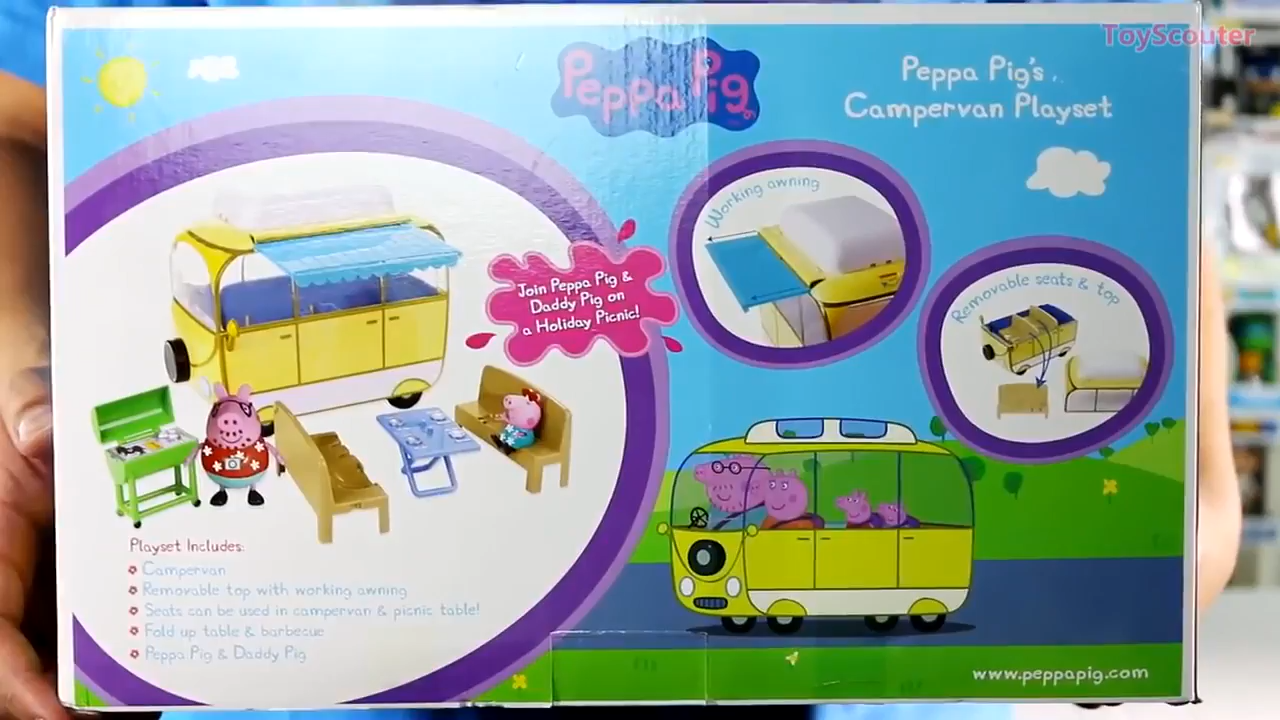 ToyScouter
Peppa Pig
Peppa Pig's
Campervan Playset
Working awning
Removable seats & top
Join Peppa Pig &
Daddy Pig on
a Holiday Picnic!
Playset Includes:
Campervan
Removable top with working awning
Seats can be used in campervan & picnic table!
Fold up table & barbecue
Peppa Pig & Daddy Pig
www.peppapig.com